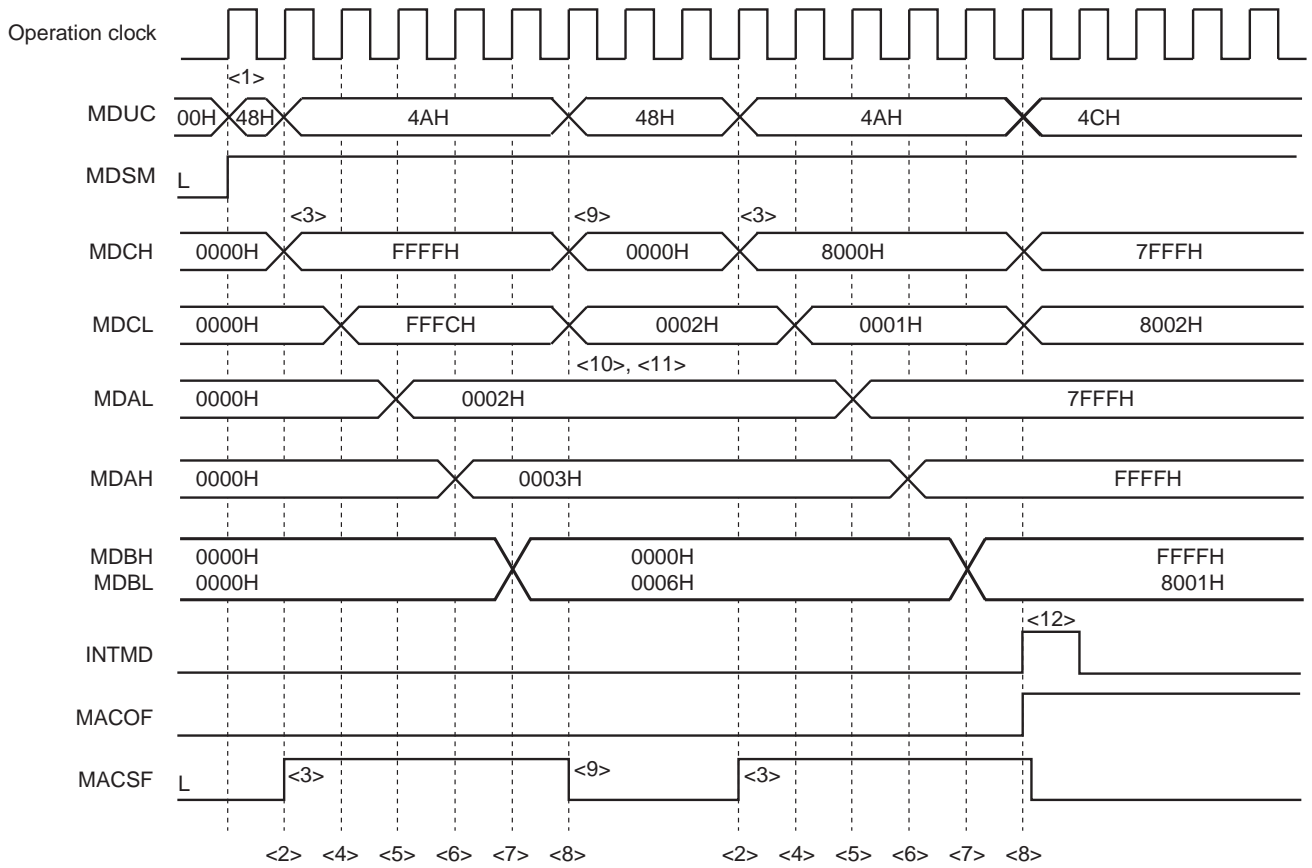 Operation clock
<1>
MDUC 00H 48H 4AH 48H 4AH 4CH
MDSM L
<3> <9> <3>
MDCH 0000H FFFFH 0000H 8000H 7FFFH
MDCL 0000H FFFCH 0002H 0001H 8002H
<10>, <11>
MDAL 0000H 0002H 7FFFH
MDAH 0000H 0003H FFFFH
MDBH 0000H 0000H FFFFH
MDBL 0000H 0006H 8001H
<12>
INTMD
MACOF
MACSF L <3> <9> <3>
<2> <4> <5> <6> <7> <8> <2> <4> <5> <6> <7> <8>